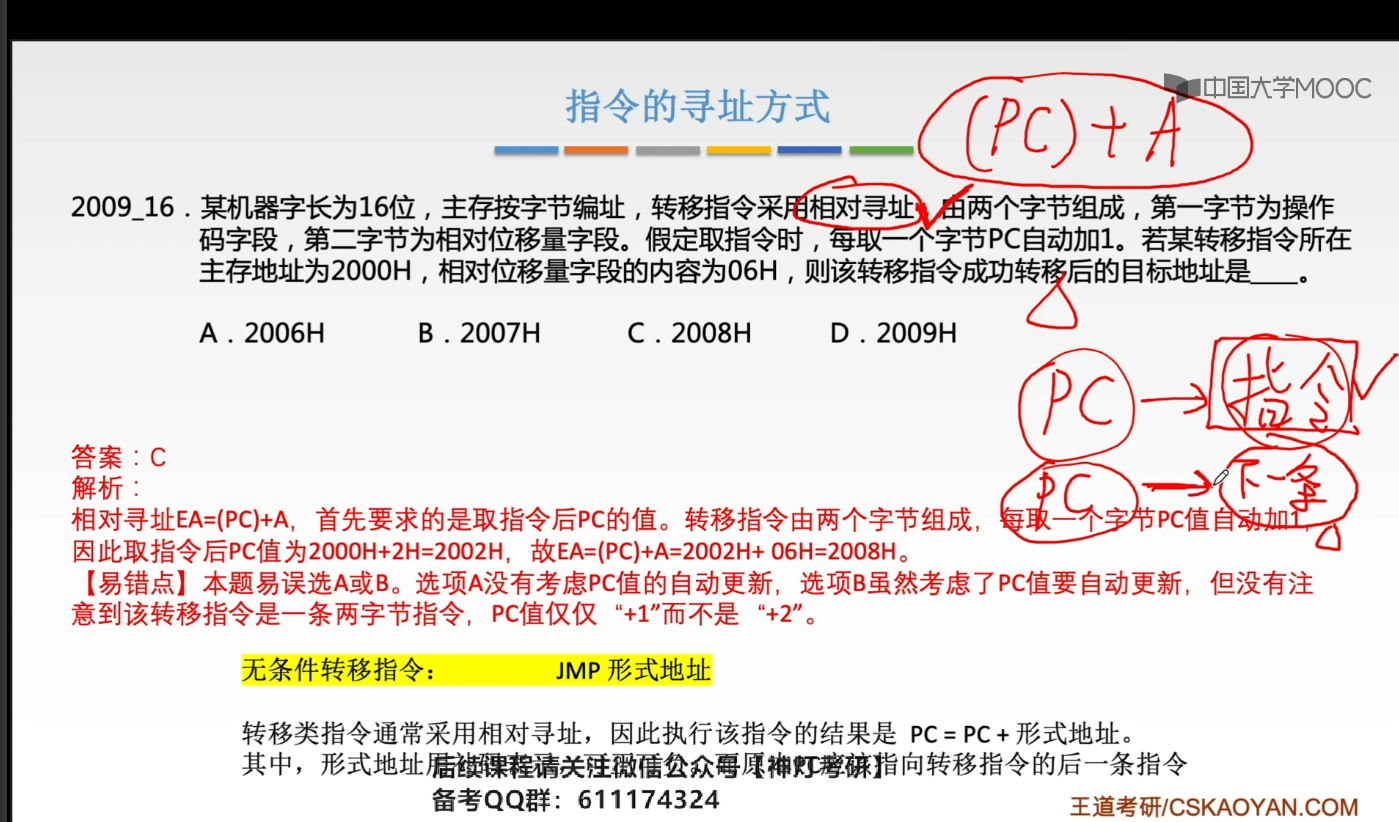 中国大学MOOC
指令的寻址方式
(PC)+A
2009_16．某机器字长为16位，主存按字节编址，转移指令采用相对寻址，由两个字节组成，第一字节为操作
码字段，第二字节为相对位移量字段。假定取指令时，每取一个字节PC自动加1。若某转移指令所在
主存地址为2000H，相对位移量字段的内容为06H，则该转移指令成功转移后的目标地址是____。
A．2006H B．2007H C．2008H D．2009H
PC → 指令
PC → 下一条
答案：C
解析：
相对寻址EA=(PC)+A，首先要求的是取指令后PC的值。转移指令由两个字节组成，每取一个字节PC值自动加1，
因此取指令后PC值为2000H+2H=2002H，故EA=(PC)+A=2002H+ 06H=2008H。
【易错点】本题易误选A或B。选项A没有考虑PC值的自动更新，选项B虽然考虑了PC值要自动更新，但没有注
意到该转移指令是一条两字节指令，PC值仅仅“+1”而不是“+2”。
无条件转移指令： JMP 形式地址
转移类指令通常采用相对寻址，因此执行该指令的结果是 PC = PC + 形式地址。
其中，形式地址 指向转移指令的后一条指令
后续课程请关注微信公众号【神灯考研】
备考QQ群：611174324
王道考研/CSKAOYAN.COM